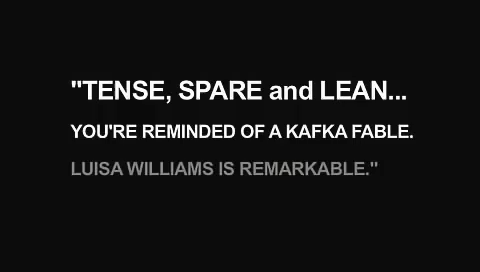 "TENSE, SPARE and LEAN...
YOU'RE REMINDED OF A KAFKA FABLE.
LUISA WILLIAMS IS REMARKABLE."